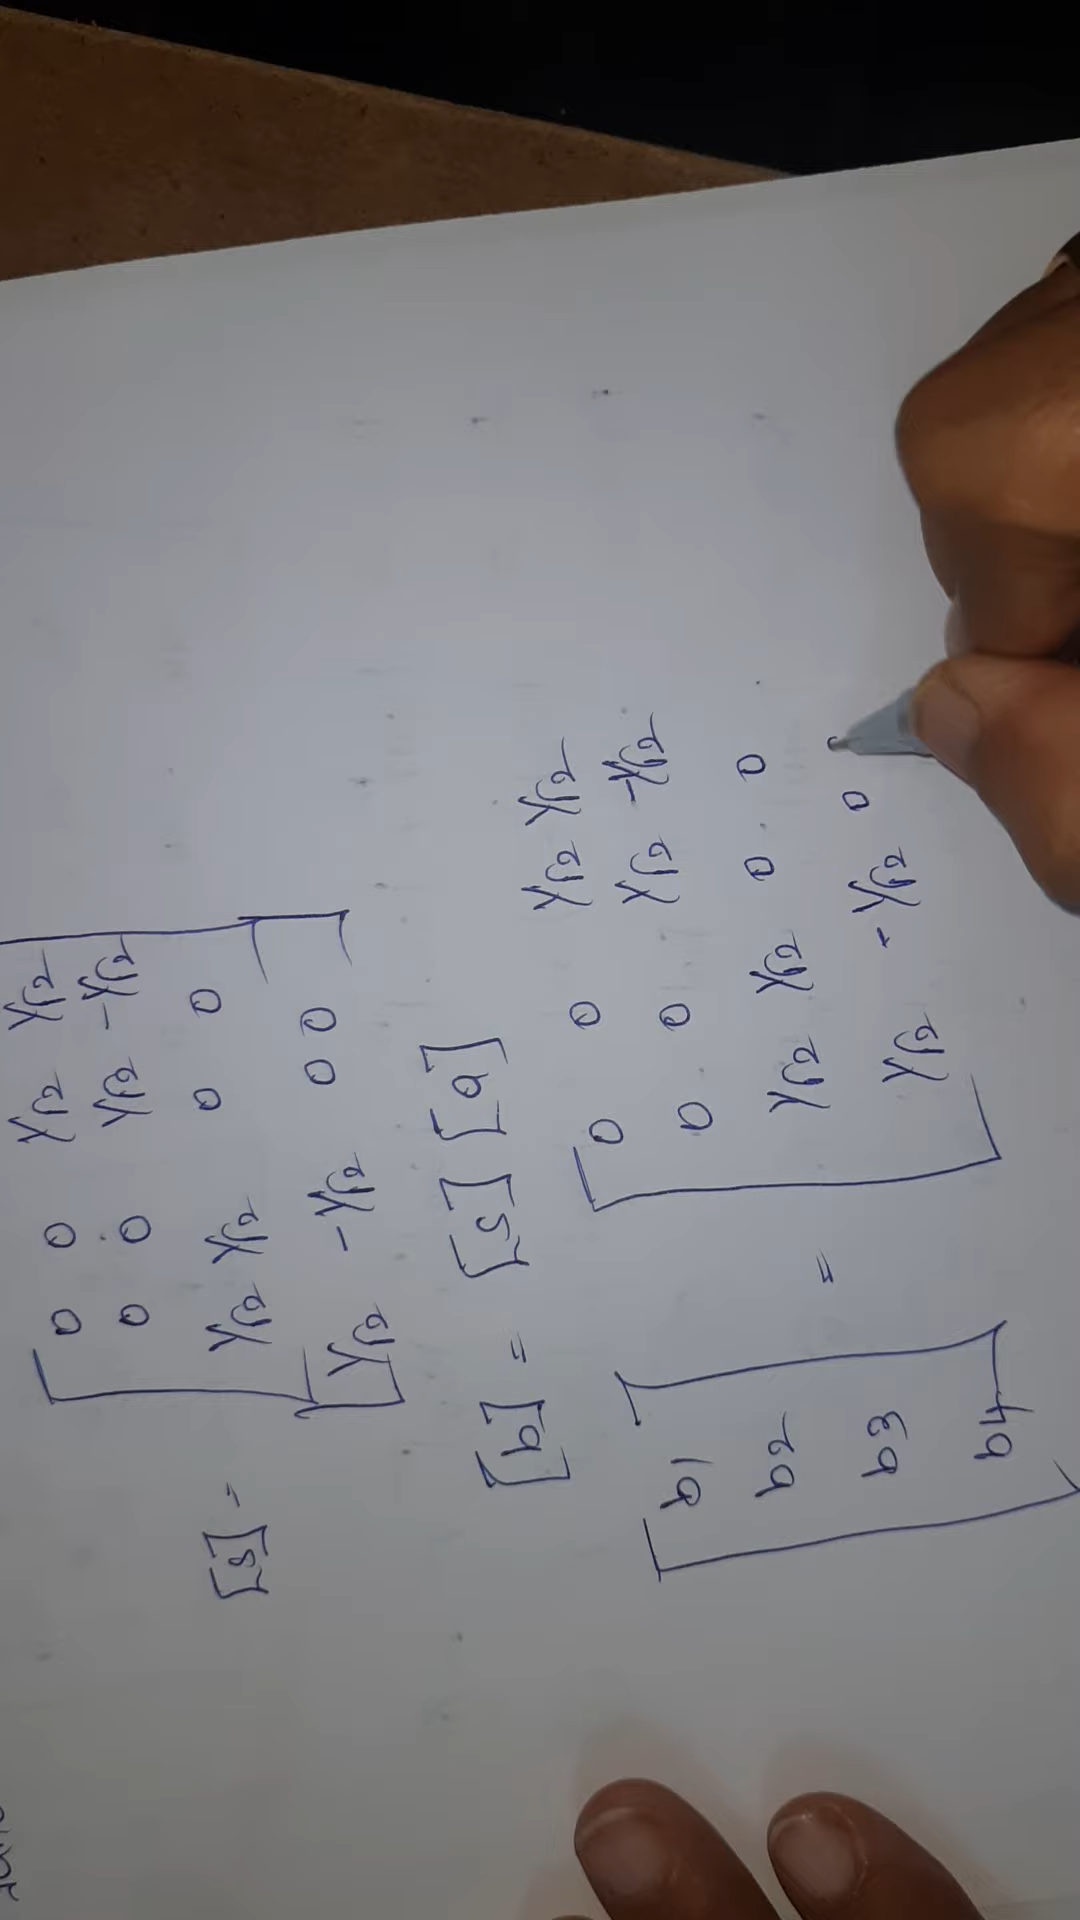 0 0 1/√2 1/√2
0 0 1/√2 -1/√2
[s] = 1/√2 1/√2 0 0
1/√2 -1/√2 0 0
[b] = [s] [a]
b1 0 0 1/√2 1/√2
b2 0 0 1/√2 -1/√2
b3 = 1/√2 1/√2 0 0
b4 1/√2 -1/√2 0